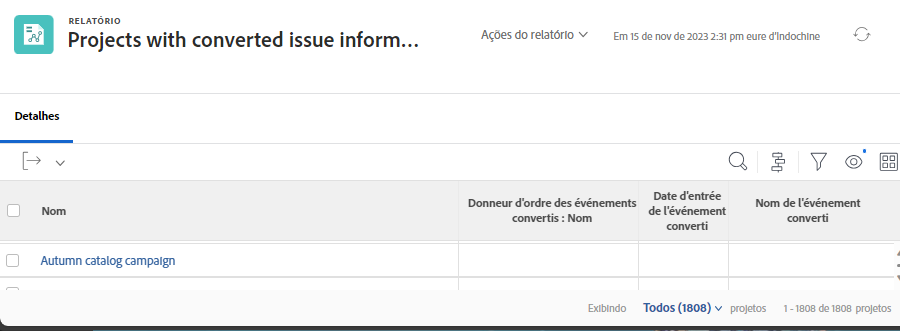 RELATÓRIO
Projects with converted issue inform...
Ações do relatório
Em 15 de nov de 2023 2:31 pm eure d'Indochine
Detalhes
Nom
Donneur d'ordre des événements
convertis : Nom
Date d'entrée
de l'événement
converti
Nom de l'événement
converti
Autumn catalog campaign
Exibindo Todos (1808) projetos 1 - 1808 de 1808 projetos